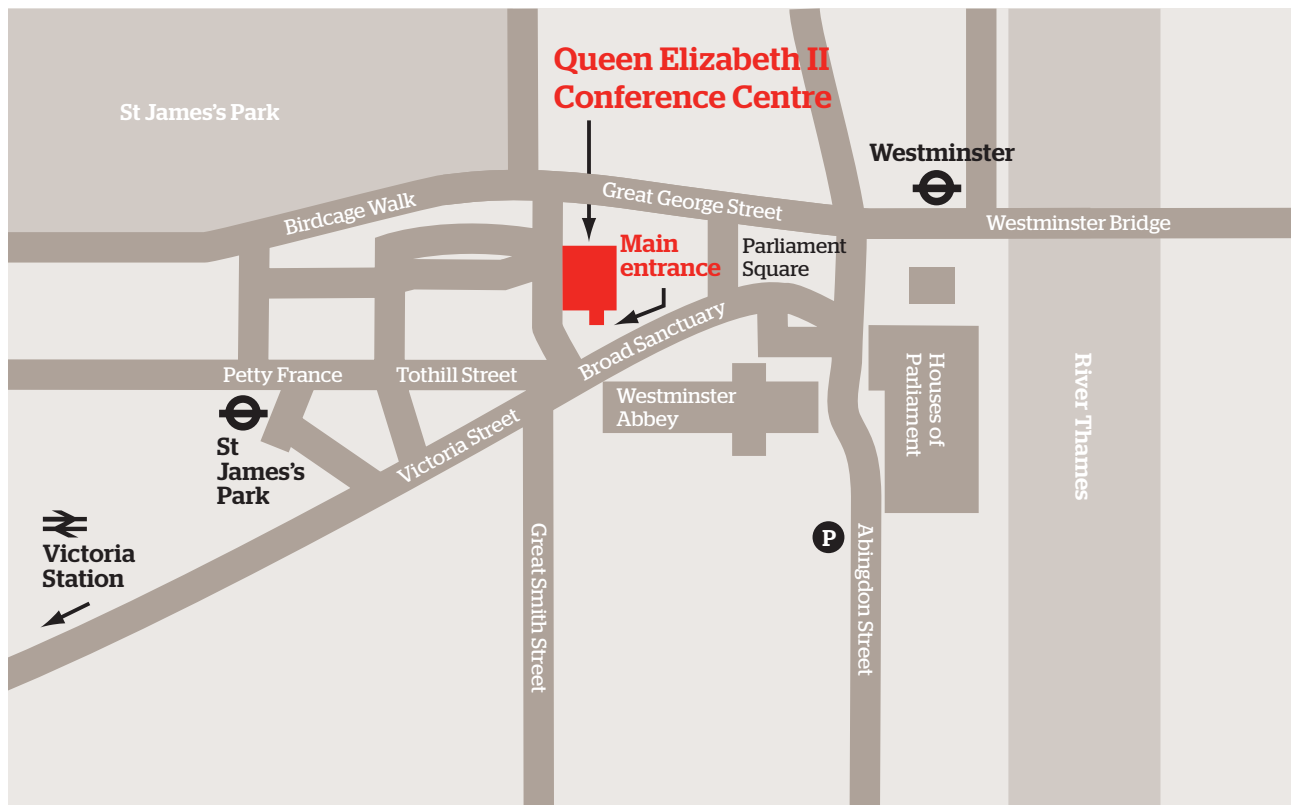 Queen Elizabeth II
Conference Centre
St James's Park
Westminster
Birdcage Walk
Great George Street
Westminster Bridge
Main
entrance
Parliament
Square
Broad Sanctuary
Petty France
Tothill Street
Westminster
Abbey
Houses of
Parliament
River Thames
St
James's
Park
Victoria Street
Victoria
Station
Great Smith Street
P
Abingdon Street